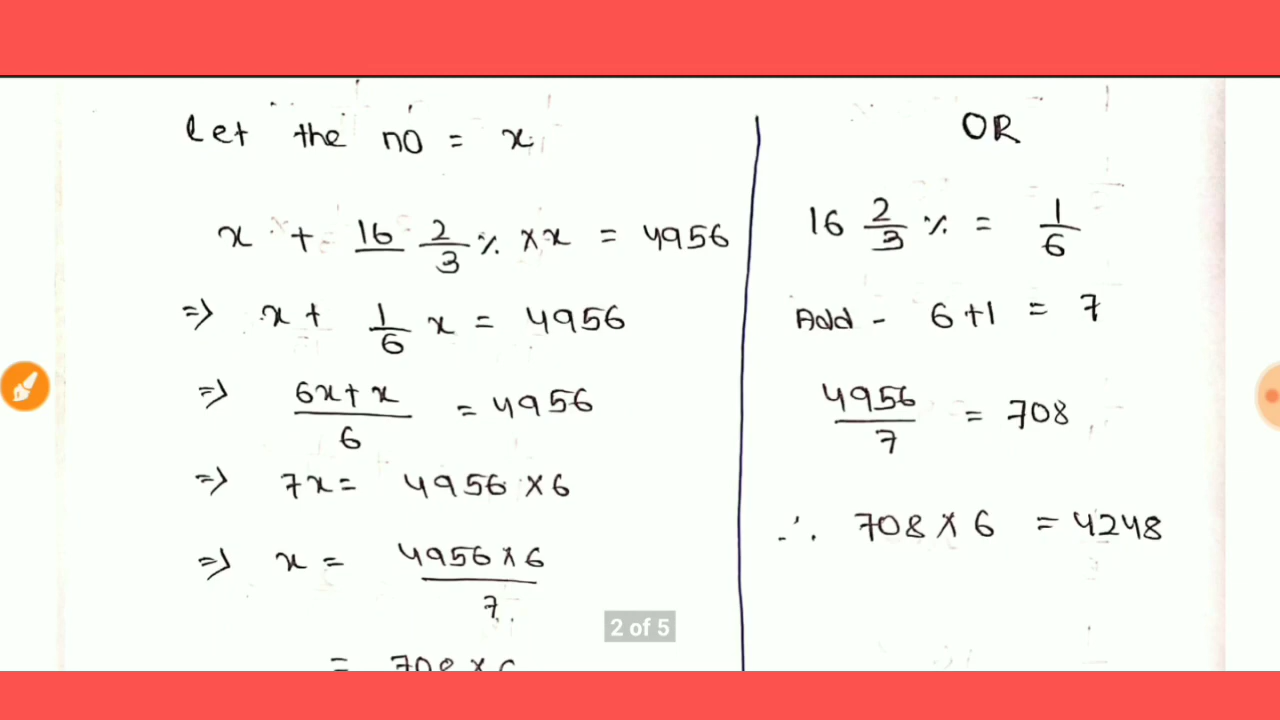 Let the no = x
x + 16 2/3 % × x = 4956
=> x + 1/6 x = 4956
=> 6x + x / 6 = 4956
=> 7x = 4956 × 6
=> x = 4956 × 6 / 7
= 708 × 6
OR
16 2/3 % = 1/6
Add - 6+1 = 7
4956 / 7 = 708
∴ 708 × 6 = 4248
2 of 5